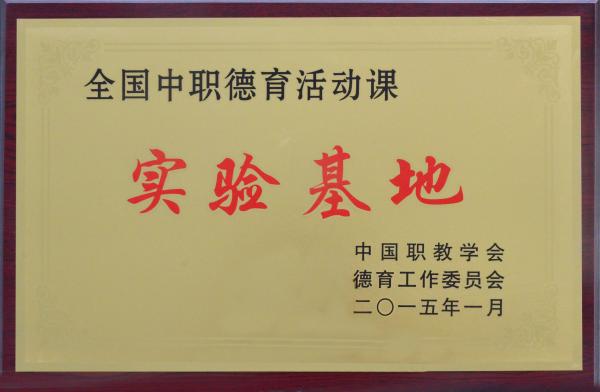 全国中职德育活动课
实验基地
中国职教学会
德育工作委员会
二〇一五年一月